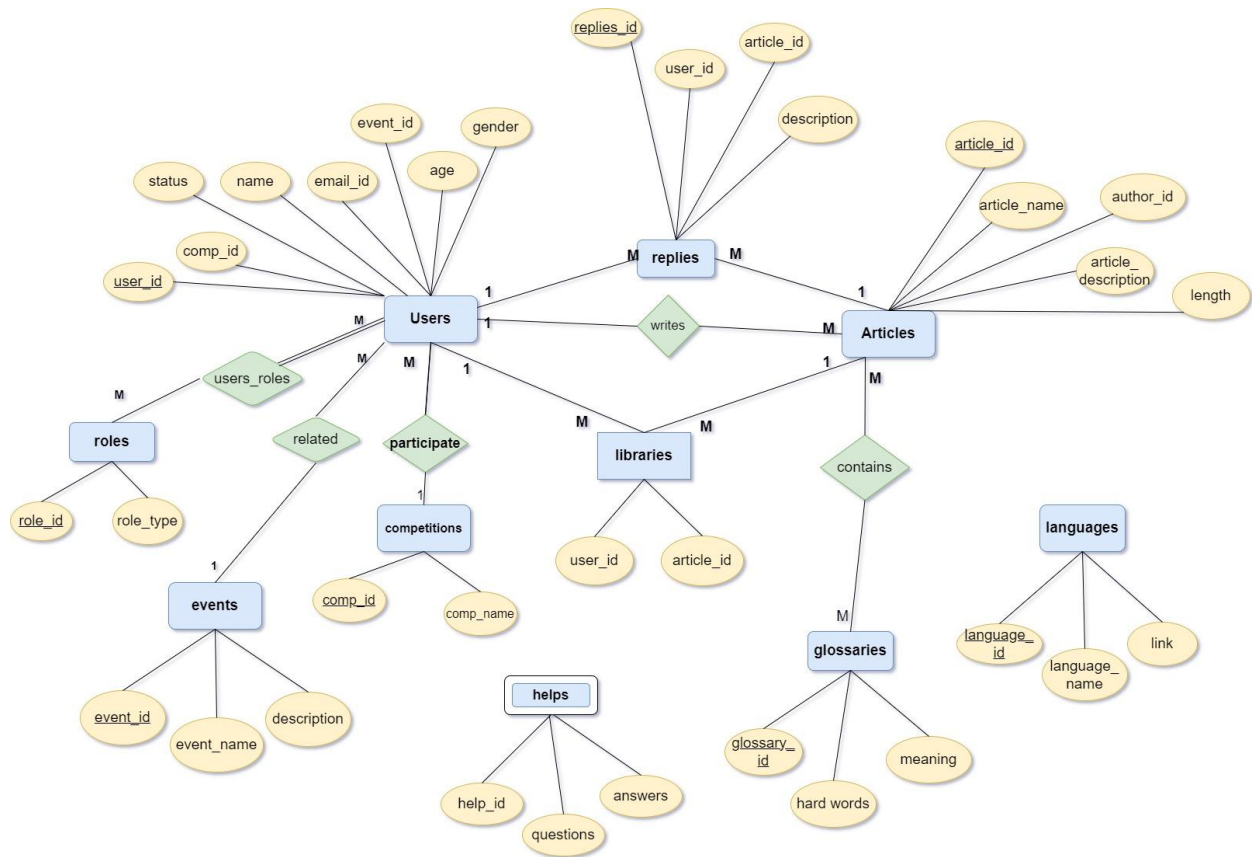 replies_id
article_id
user_id
description
event_id
gender
status
name
email_id
age
comp_id
user_id
article_id
article_name
author_id
article_
description
length
M
replies
M
1
1
Users
1
writes
M
Articles
M
M
M
1
1
M
users_roles
M
roles
related
participate
M
libraries
M
contains
role_id
role_type
1
competitions
user_id
article_id
languages
1
events
comp_id
comp_name
M
glossaries
language_
id
language_
name
link
event_id
event_name
description
helps
glossary_
id
hard words
meaning
help_id
questions
answers